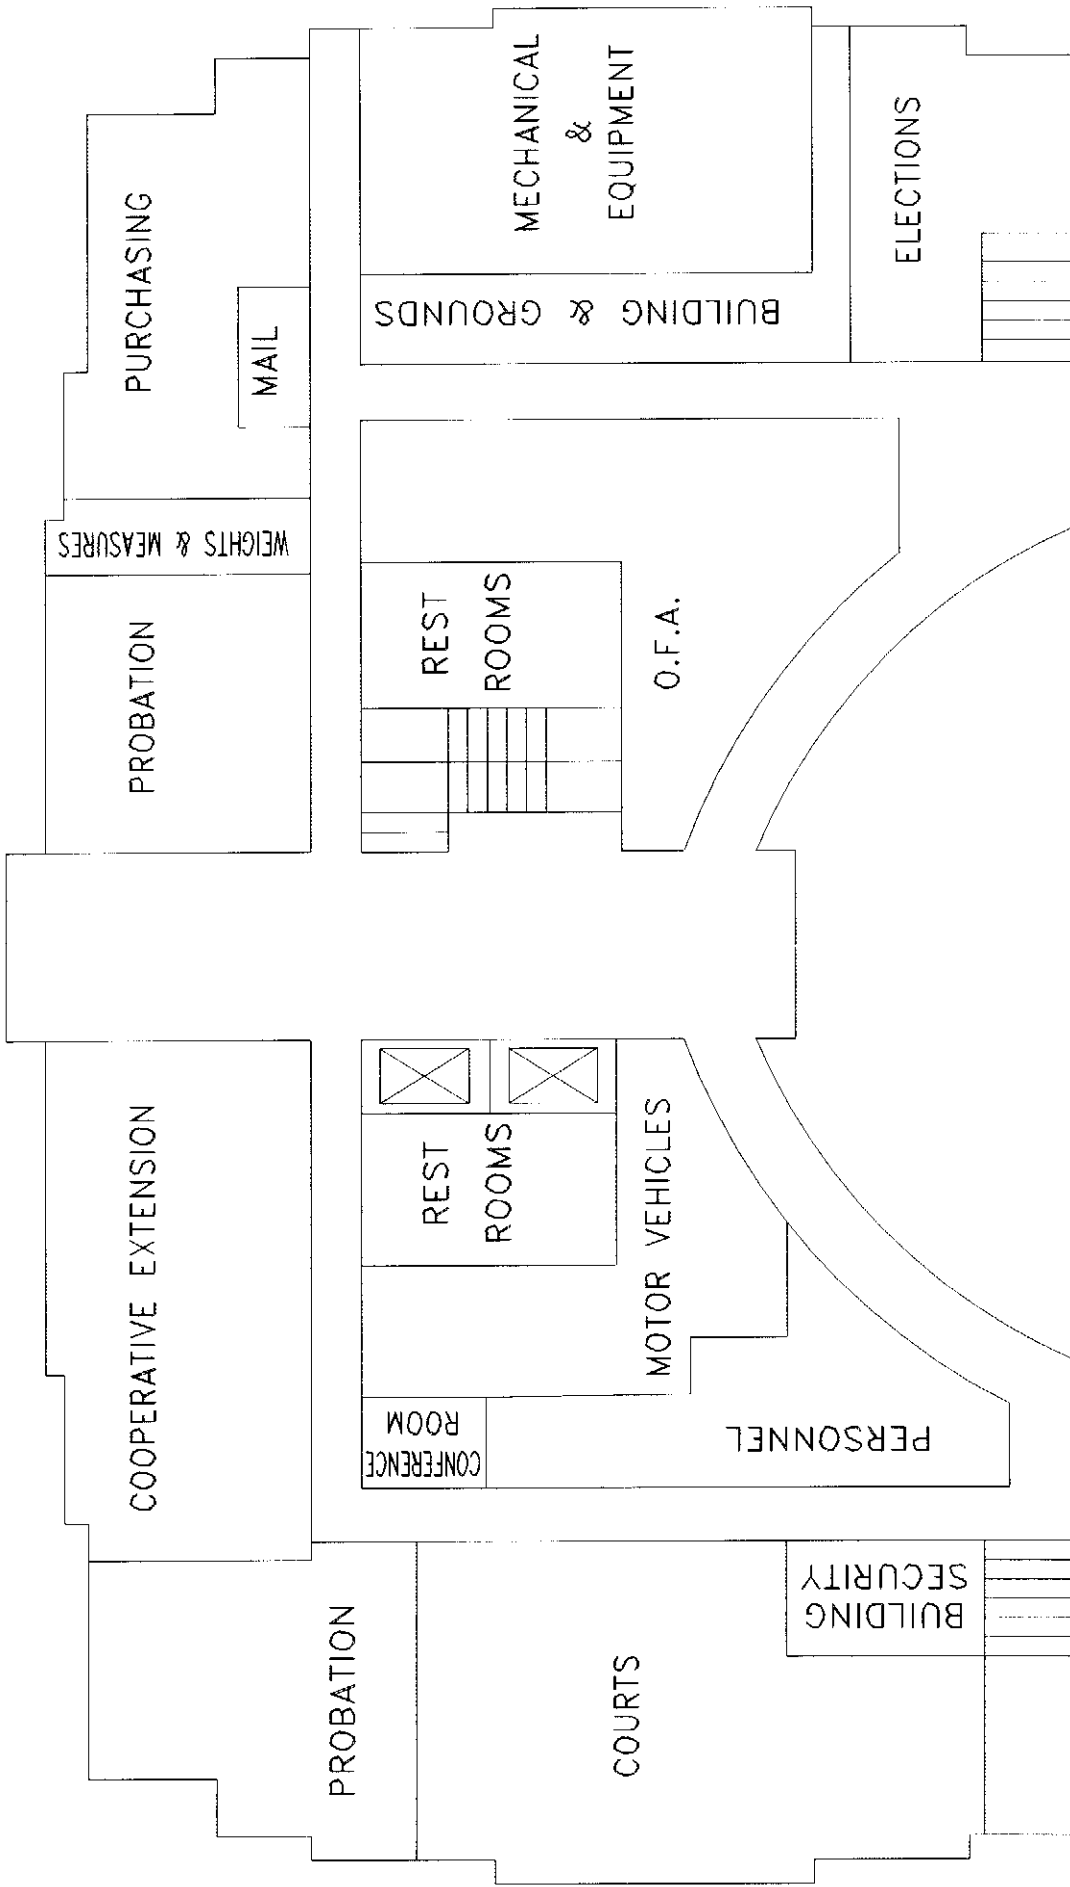 COOPERATIVE EXTENSION
PROBATION
WEIGHTS & MEASURES
PURCHASING
MAIL
PROBATION
CONFERENCE
ROOM
REST
ROOMS
REST
ROOMS
BUILDING & GROUNDS
MECHANICAL
&
EQUIPMENT
COURTS
MOTOR VEHICLES
O.F.A.
PERSONNEL
BUILDING
SECURITY
ELECTIONS